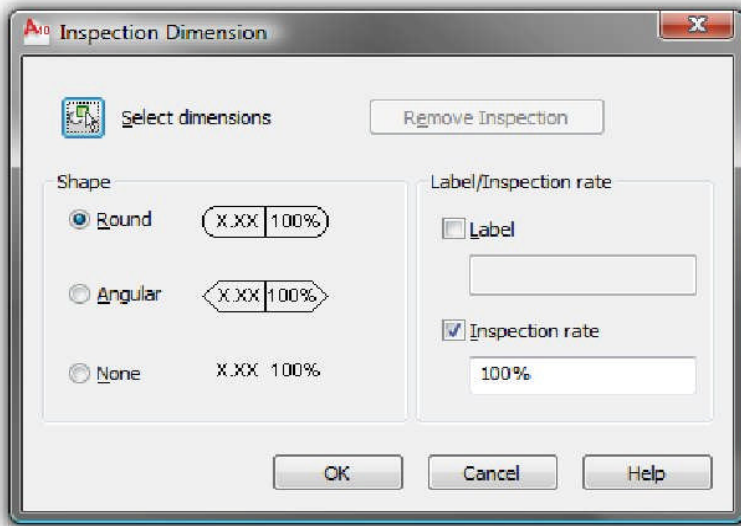 A10 Inspection Dimension
Select dimensions
Remove Inspection
Shape
Round
X.XX 100%
Angular
X.XX 100%
None
X.XX 100%
Label/Inspection rate
Label
Inspection rate
100%
OK
Cancel
Help